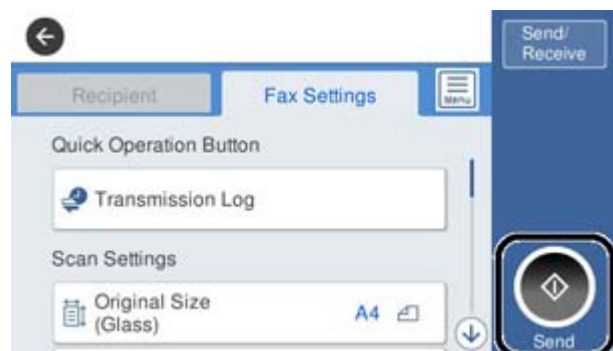 Send/
Receive
Recipient
Fax Settings
Menu
Quick Operation Button
Transmission Log
Scan Settings
Original Size
(Glass)
A4
Send